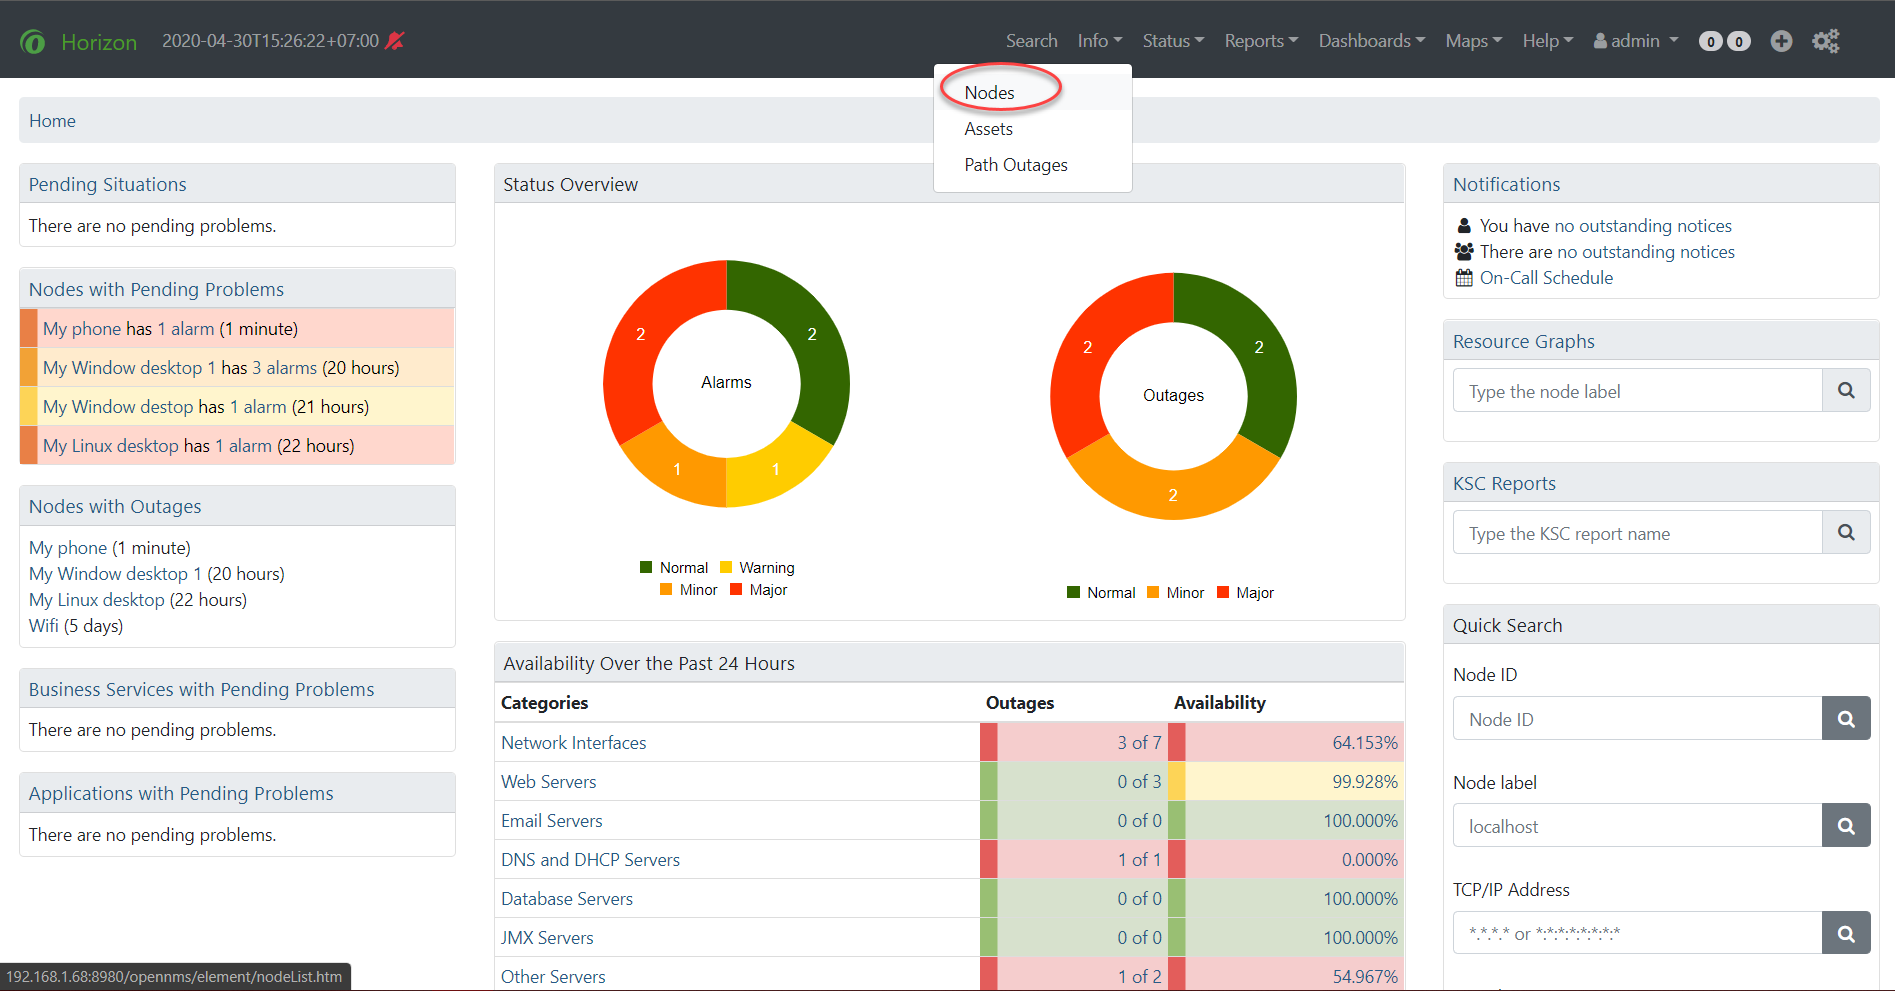 Horizon 2020-04-30T15:26:22+07:00 Search Info Status Reports Dashboards Maps Help admin 0 0
Nodes
Assets
Path Outages
Home
Pending Situations
There are no pending problems.
Nodes with Pending Problems
My phone has 1 alarm (1 minute)
My Window desktop 1 has 3 alarms (20 hours)
My Window destop has 1 alarm (21 hours)
My Linux desktop has 1 alarm (22 hours)
Nodes with Outages
My phone (1 minute)
My Window desktop 1 (20 hours)
My Linux desktop (22 hours)
Wifi (5 days)
Business Services with Pending Problems
There are no pending problems.
Applications with Pending Problems
There are no pending problems.
Status Overview
2 2
Alarms
1 1
Normal Warning
Minor Major
2 2
Outages
2
Normal Minor Major
Availability Over the Past 24 Hours
Categories Outages Availability
Network Interfaces 3 of 7 64.153%
Web Servers 0 of 3 99.928%
Email Servers 0 of 0 100.000%
DNS and DHCP Servers 1 of 1 0.000%
Database Servers 0 of 0 100.000%
JMX Servers 0 of 0 100.000%
Other Servers 1 of 2 54.967%
Notifications
You have no outstanding notices
There are no outstanding notices
On-Call Schedule
Resource Graphs
Type the node label
KSC Reports
Type the KSC report name
Quick Search
Node ID
Node ID
Node label
localhost
TCP/IP Address
*.*.*.* or *:*:*:*:*:*:*:*
192.168.1.68:8980/opennms/element/nodeList.htm